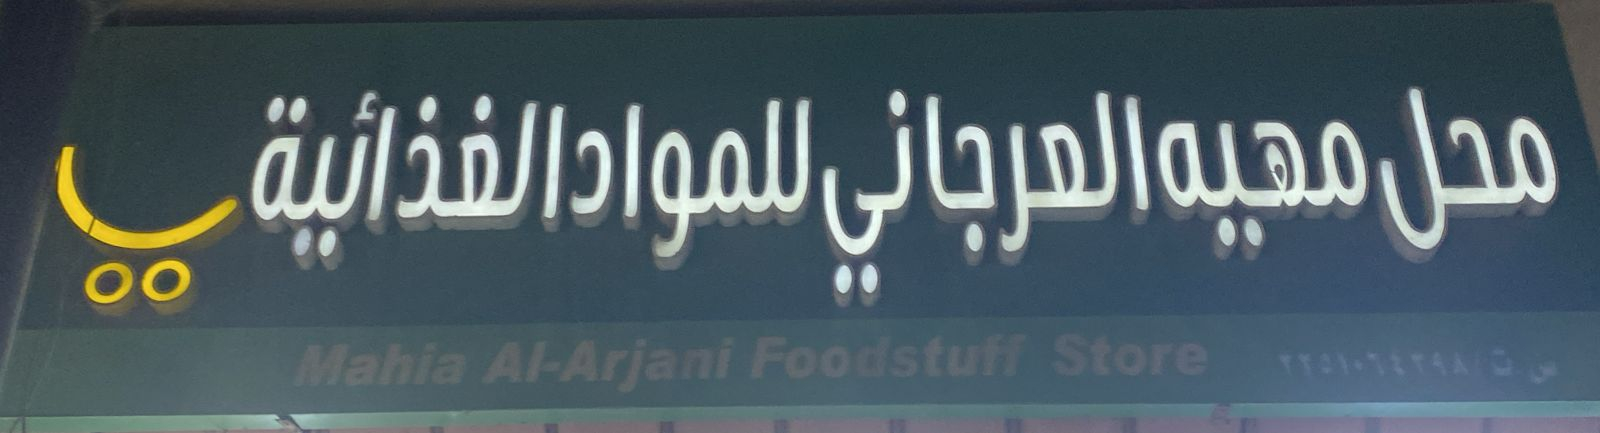 محل مهيه العرجاني للمواد الغذائية
Mahia Al-Arjani Foodstuff Store
س.ت/٢٢٥١٠٦٤٢٩٨